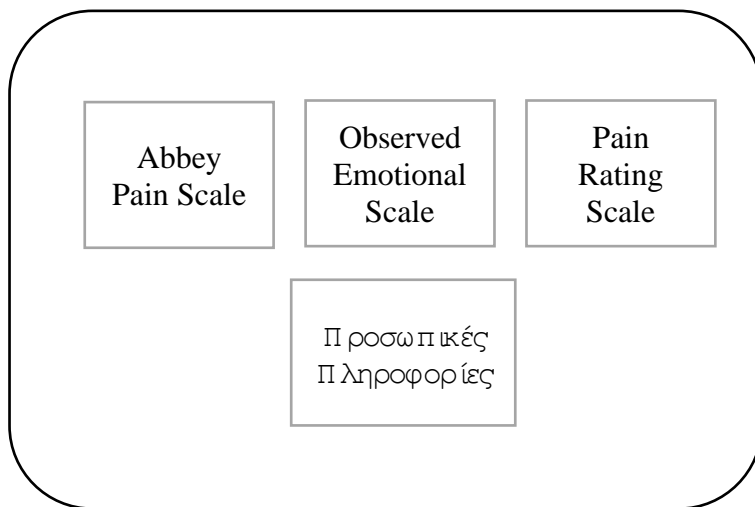 Abbey
Pain Scale
Observed
Emotional
Scale
Pain
Rating
Scale
Προσωπικές
Πληροφορίες